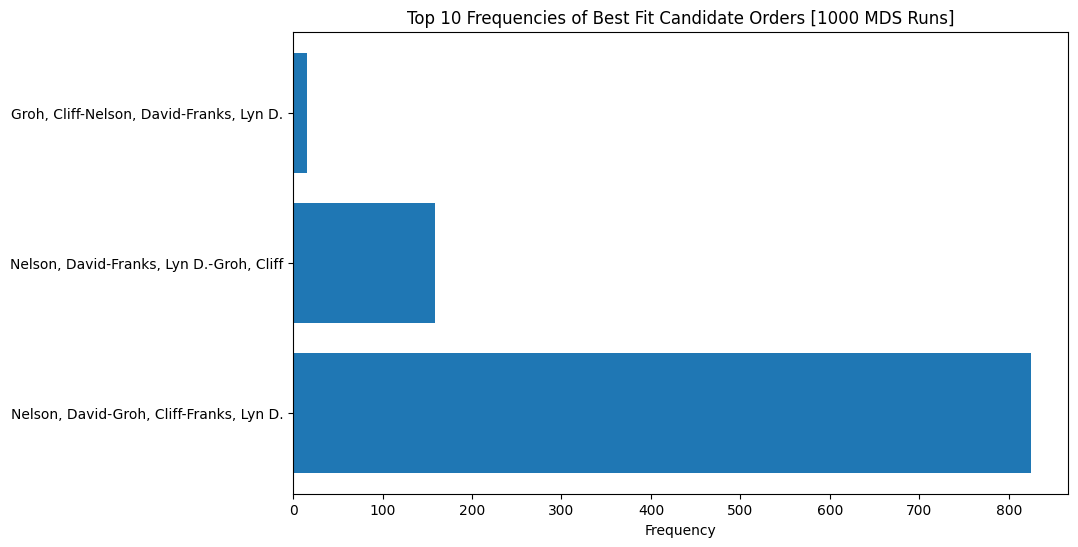 Top 10 Frequencies of Best Fit Candidate Orders [1000 MDS Runs]
Groh, Cliff-Nelson, David-Franks, Lyn D.
Nelson, David-Franks, Lyn D.-Groh, Cliff
Nelson, David-Groh, Cliff-Franks, Lyn D.
0 100 200 300 400 500 600 700 800
Frequency